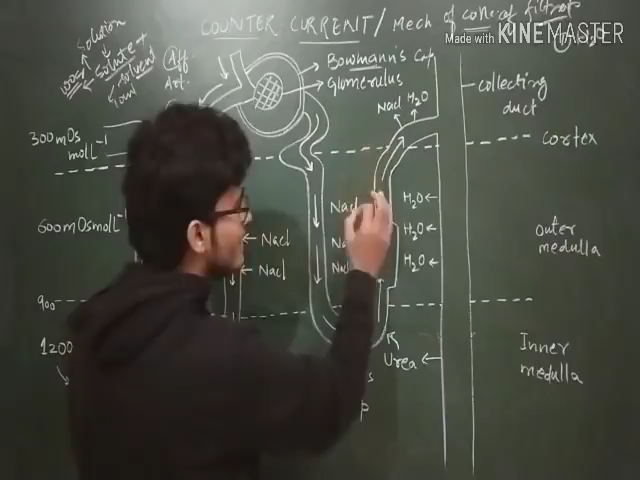 COUNTER CURRENT / Mech of conc. of filtrate
Made with KINEMASTER
Solution
Solute +
Solvent
Aff
Art.
Bowmann's Cap
Glomerulus
NaCl H2O
collecting
duct
300mOs
mol L-1
cortex
600mOsmolL-1
NaCl
NaCl
H2O
H2O
H2O
NaCl
outer
medulla
900
1200
Urea
Inner
medulla